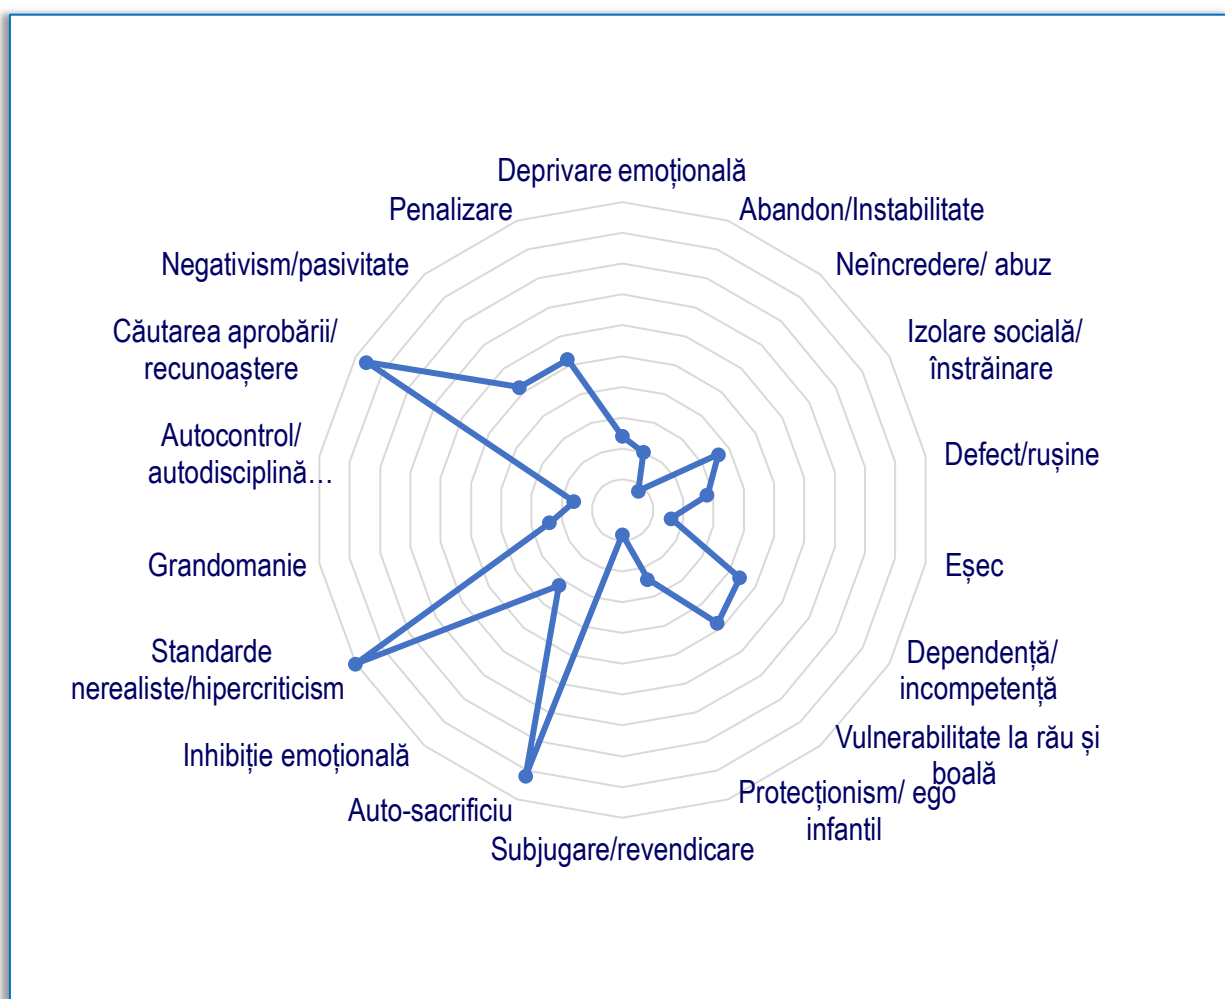 Deprivare emoțională
Abandon/Instabilitate
Neîncredere/ abuz
Izolare socială/
înstrăinare
Defect/rușine
Eșec
Dependență/
incompetență
Vulnerabilitate la rău și
boală
Protecționism/ ego
infantil
Subjugare/revendicare
Auto-sacrificiu
Inhibiție emoțională
Standarde
nerealiste/hipercriticism
Grandomanie
Autocontrol/
autodisciplină…
Căutarea aprobării/
recunoaștere
Negativism/pasivitate
Penalizare